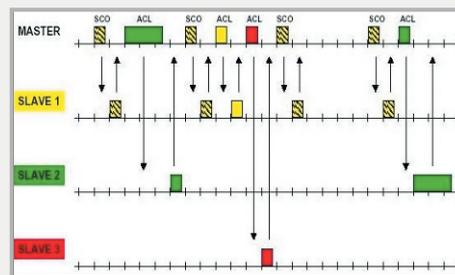 SCO ACL SCO ACL ACL SCO SCO ACL
MASTER
SLAVE 1
SLAVE 2
SLAVE 3